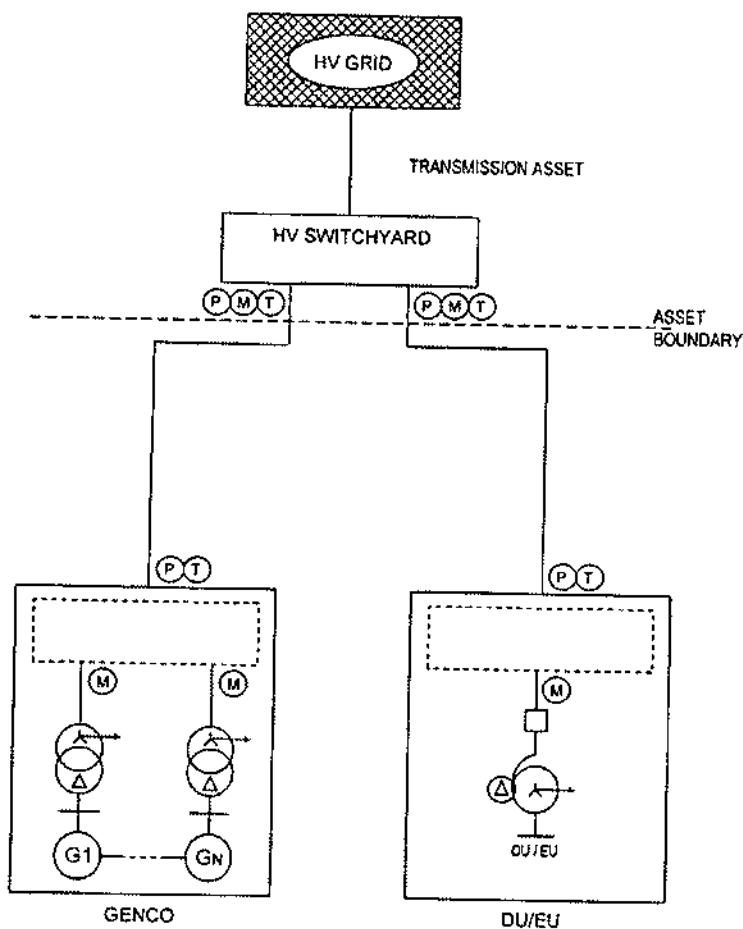 HV GRID
TRANSMISSION ASSET
HV SWITCHYARD
P M T
P M T
ASSET
BOUNDARY
P T
P T
M
M
M
Δ
Δ
Δ
G1
GN
DU/EU
GENCO
DU/EU